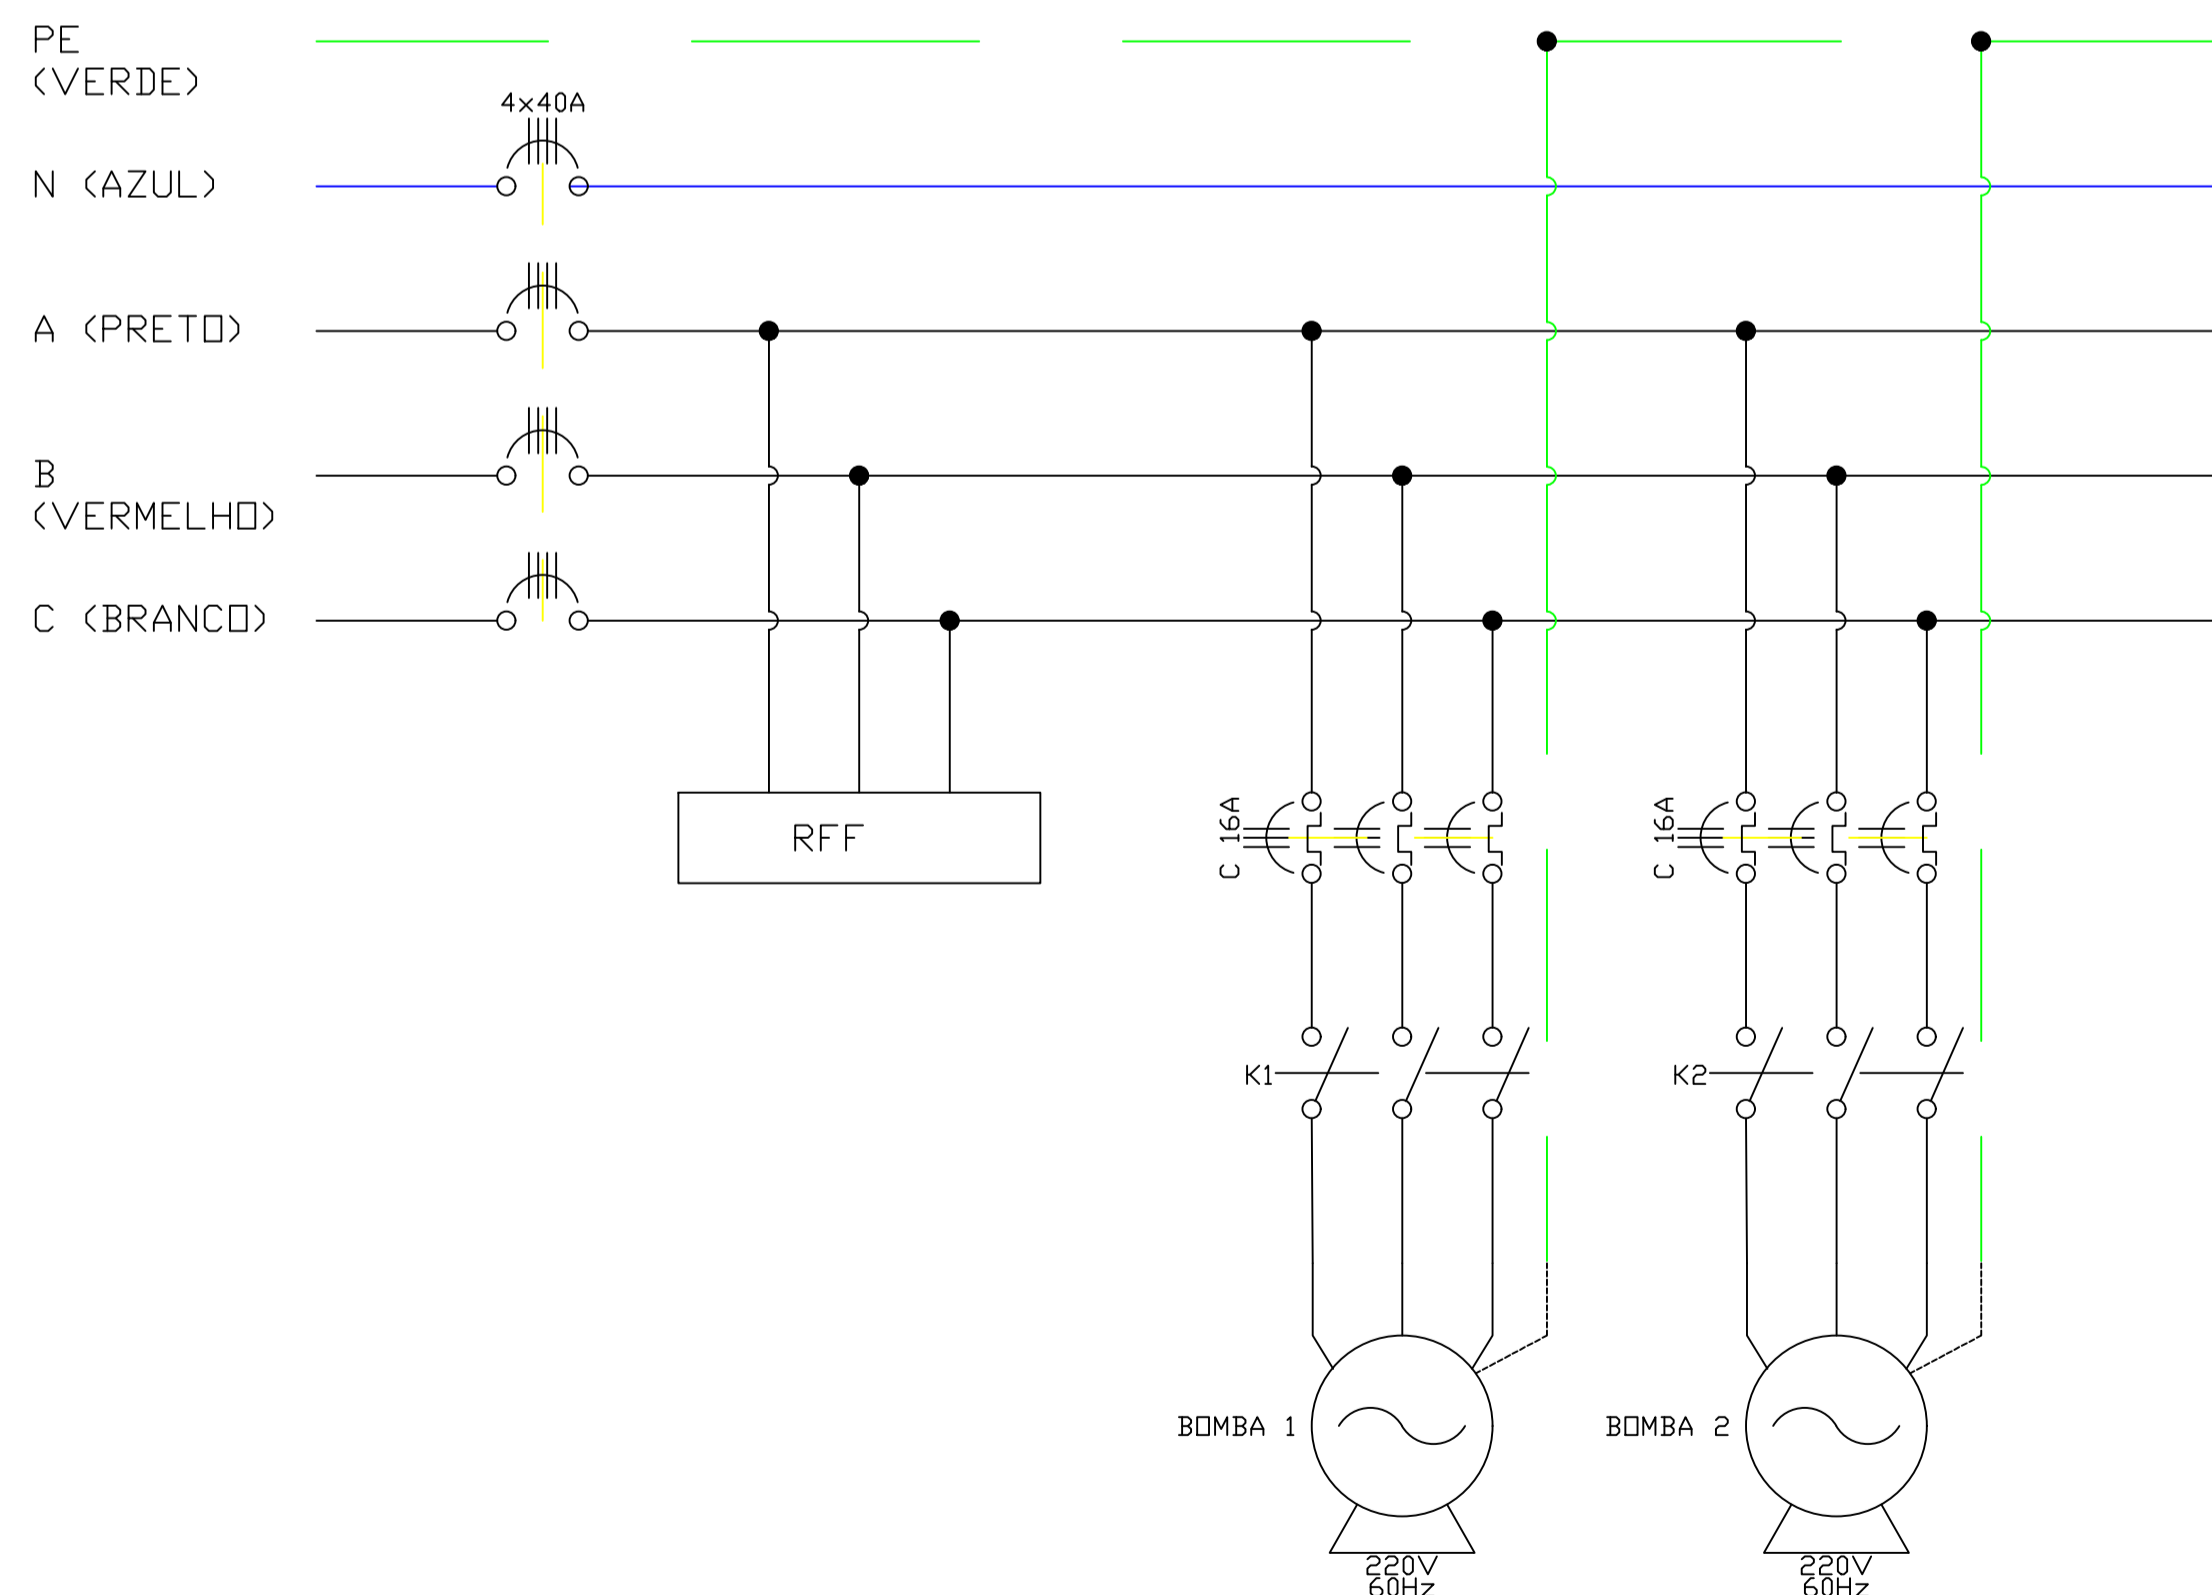 PE
(VERDE)
4x40A
N (AZUL)
A (PRETO)
B
(VERMELHO)
C (BRANCO)
RFF
C 16A
C 16A
K1
K2
BOMBA 1
BOMBA 2
220V
60Hz
220V
60Hz